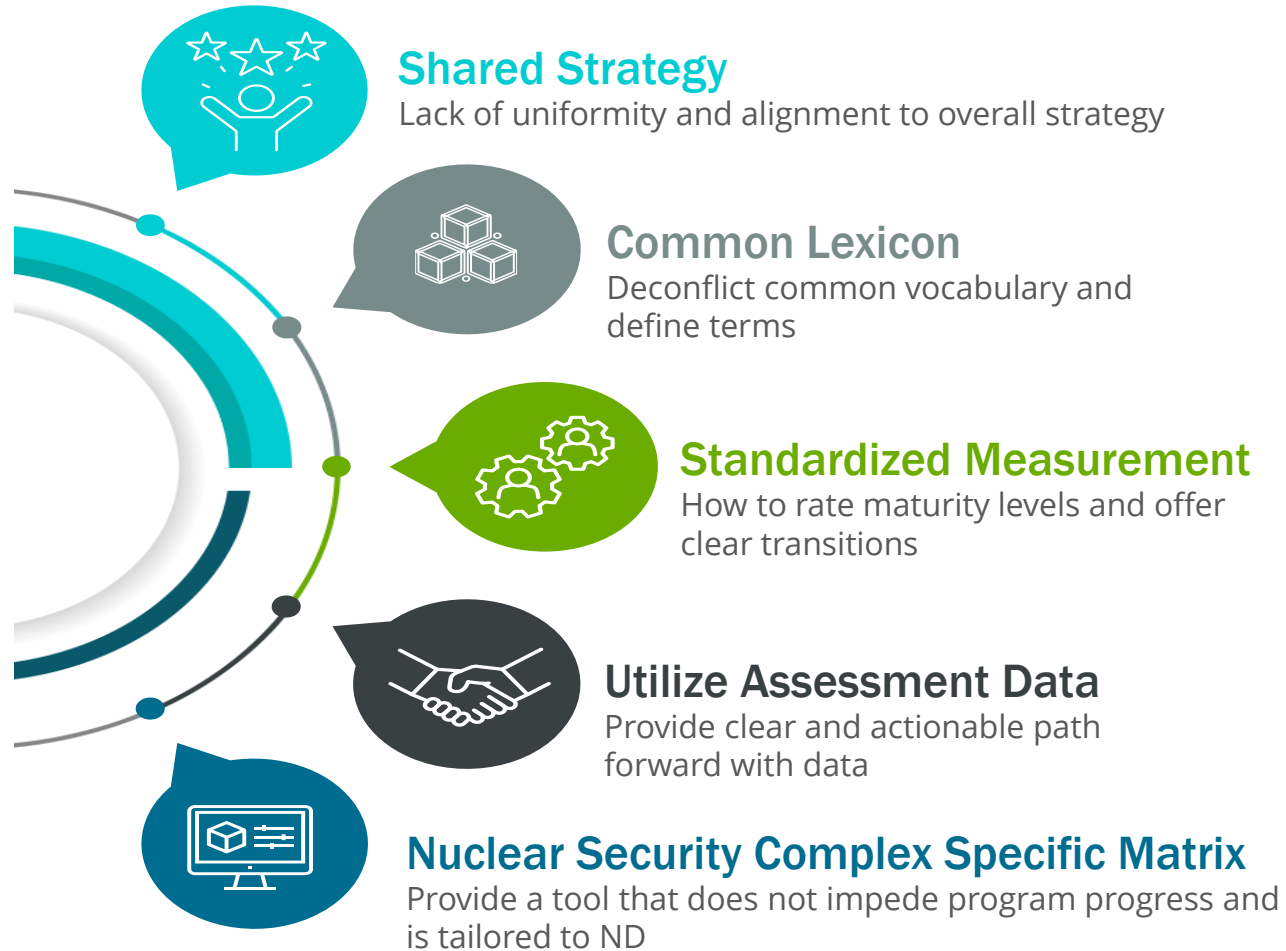 Shared Strategy
Lack of uniformity and alignment to overall strategy
Common Lexicon
Deconflict common vocabulary and
define terms
Standardized Measurement
How to rate maturity levels and offer
clear transitions
Utilize Assessment Data
Provide clear and actionable path
forward with data
Nuclear Security Complex Specific Matrix
Provide a tool that does not impede program progress and
is tailored to ND